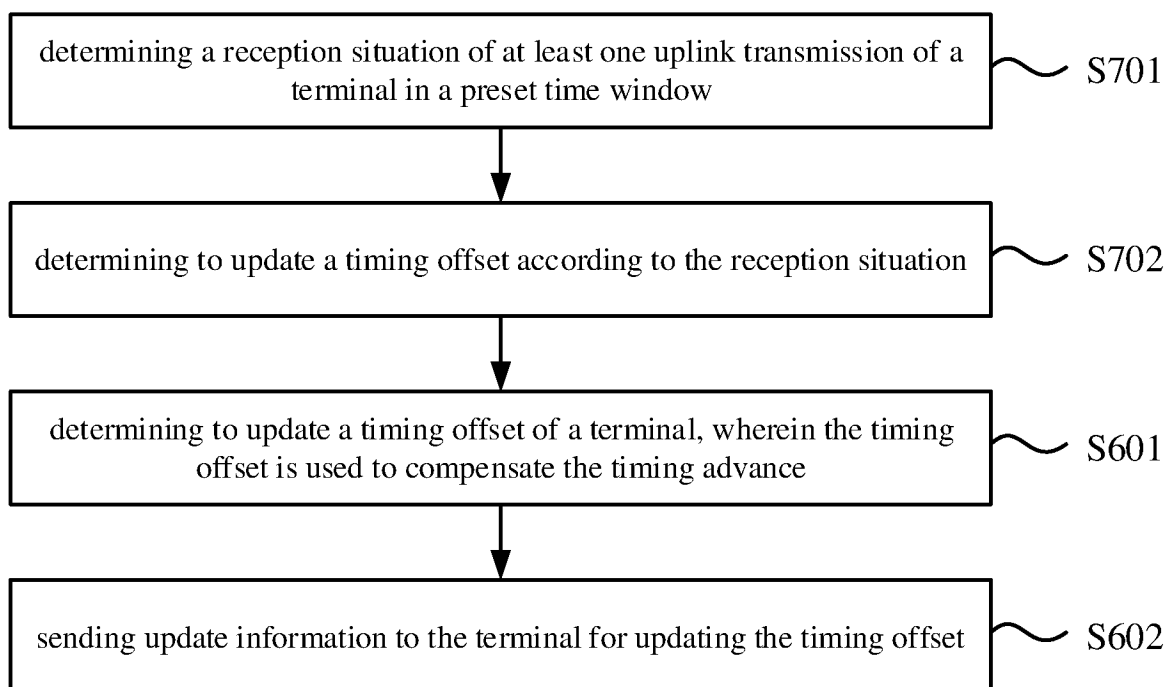 determining a reception situation of at least one uplink transmission of a
terminal in a preset time window
S701
determining to update a timing offset according to the reception situation
S702
determining to update a timing offset of a terminal, wherein the timing
offset is used to compensate the timing advance
S601
sending update information to the terminal for updating the timing offset
S602